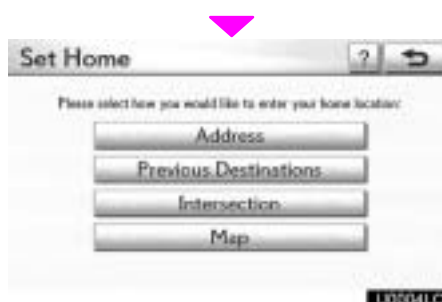 Set Home ?
Please select how you would like to enter your home location:
Address
Previous Destinations
Intersection
Map